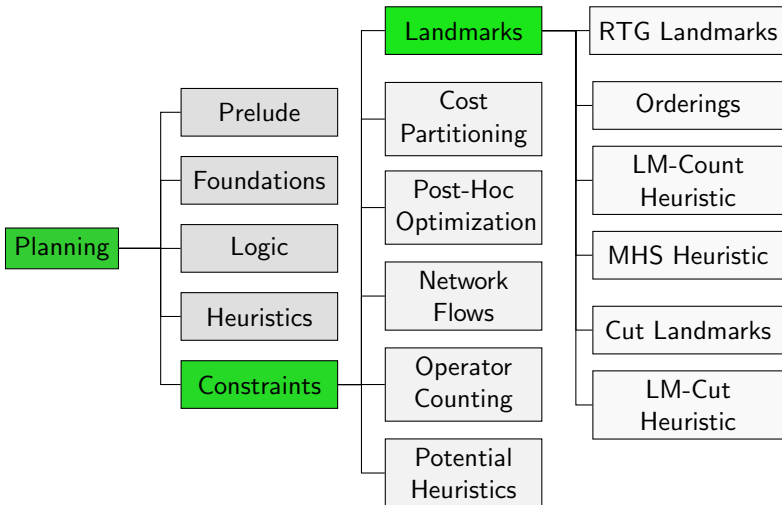 Planning
Prelude
Foundations
Logic
Heuristics
Constraints
Landmarks
Cost
Partitioning
Post-Hoc
Optimization
Network
Flows
Operator
Counting
Potential
Heuristics
RTG Landmarks
Orderings
LM-Count
Heuristic
MHS Heuristic
Cut Landmarks
LM-Cut
Heuristic